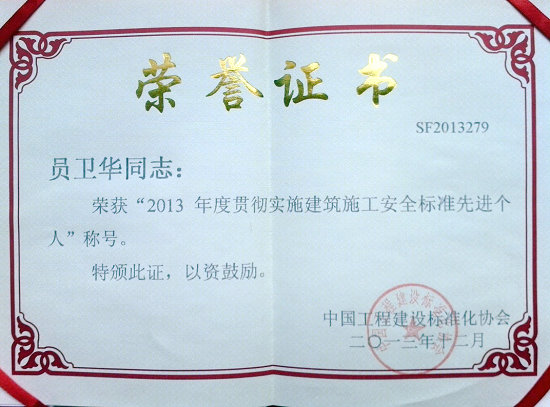 荣誉证书
SF2013279
员卫华同志：
荣获“2013 年度贯彻实施建筑施工安全标准先进个
人”称号。
特颁此证，以资鼓励。
中国工程建设标准化协会
二〇一三年十二月